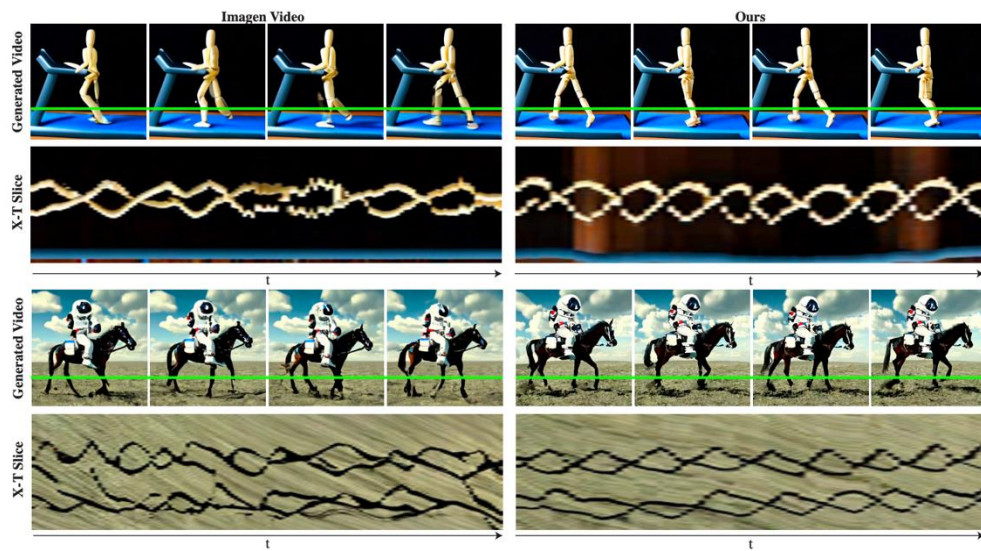 Imagen Video
Ours
Generated Video
X-T Slice
t
t
Generated Video
X-T Slice
t
t